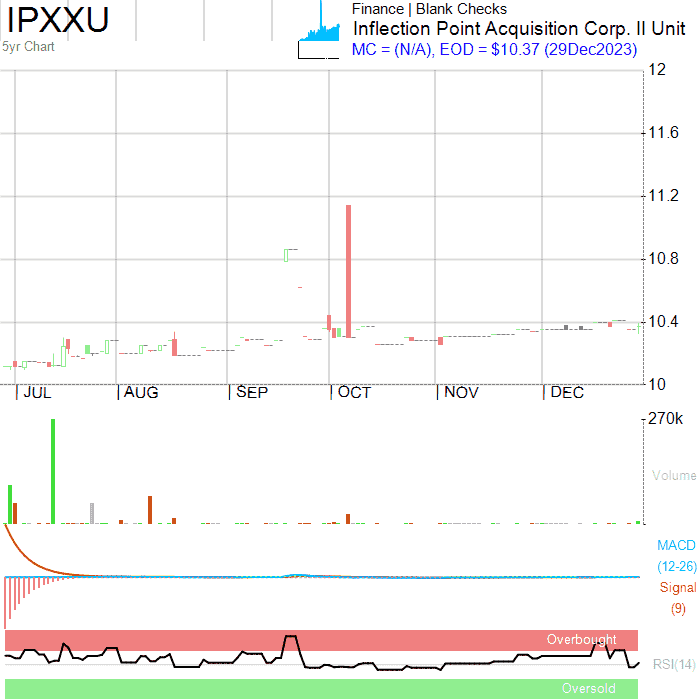 IPXXU
5yr Chart
Finance | Blank Checks
Inflection Point Acquisition Corp. II Unit
MC = (N/A), EOD = $10.37 (29Dec2023)
12
11.6
11.2
10.8
10.4
10
JUL AUG SEP OCT NOV DEC
270k
Volume
MACD
(12-26)
Signal
(9)
Overbought
RSI(14)
Oversold